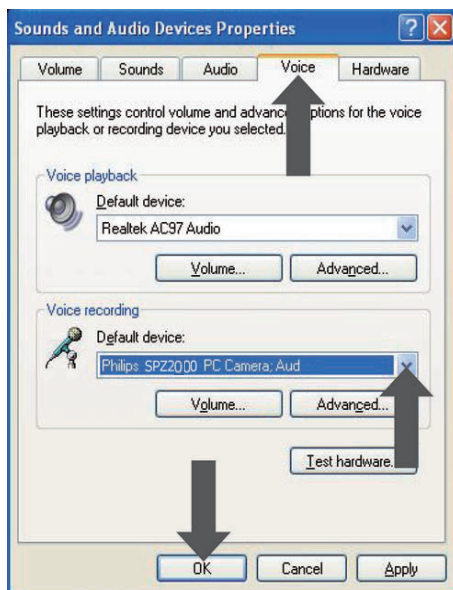 Sounds and Audio Devices Properties
Volume Sounds Audio Voice Hardware
These settings control volume and advanced options for the voice
playback or recording device you selected.
Voice playback
Default device:
Realtek AC97 Audio
Volume... Advanced...
Voice recording
Default device:
Philips SPZ2000 PC Camera; Aud
Volume... Advanced...
Test hardware...
OK Cancel Apply